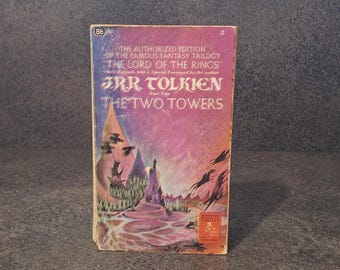 BB
2
THE AUTHORIZED EDITION
OF THE FAMOUS FANTASY TRILOGY
"THE LORD OF THE RINGS"
J.R.R. TOLKIEN
Part Two
THE TWO TOWERS